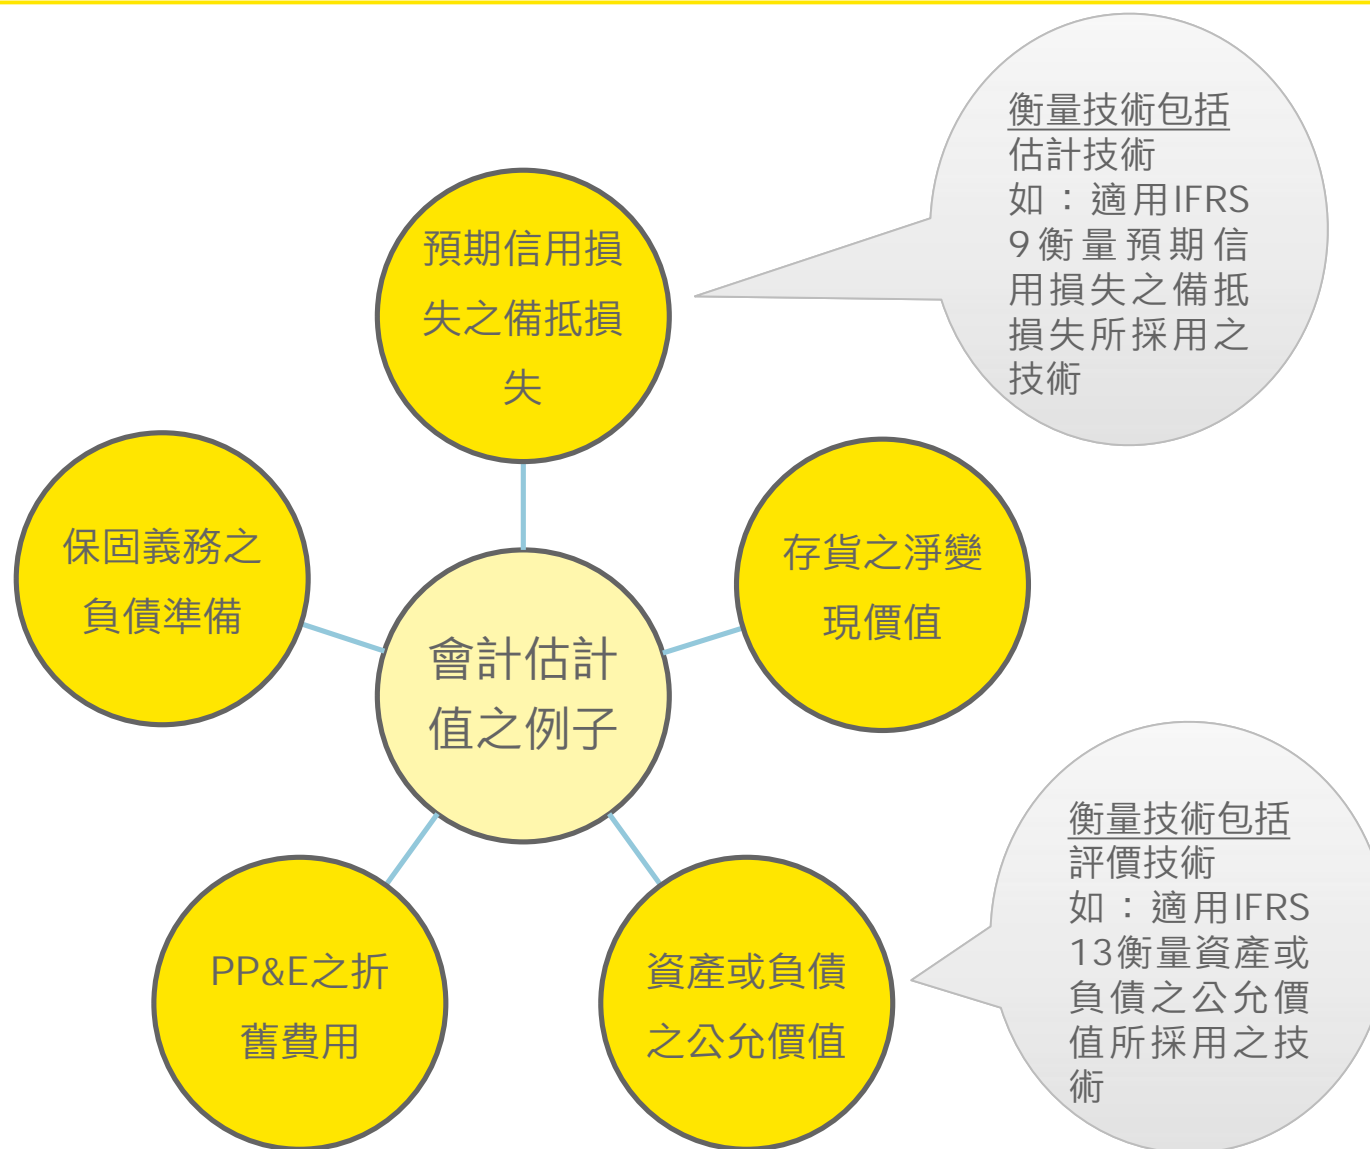 衡量技術包括
估計技術
如：適用IFRS
9衡量預期信
用損失之備抵
損失所採用之
技術
預期信用損
失之備抵損
失
保固義務之
負債準備
存貨之淨變
現價值
會計估計
值之例子
PP&E之折
舊費用
資產或負債
之公允價值
衡量技術包括
評價技術
如：適用IFRS
13衡量資產或
負債之公允價
值所採用之技
術